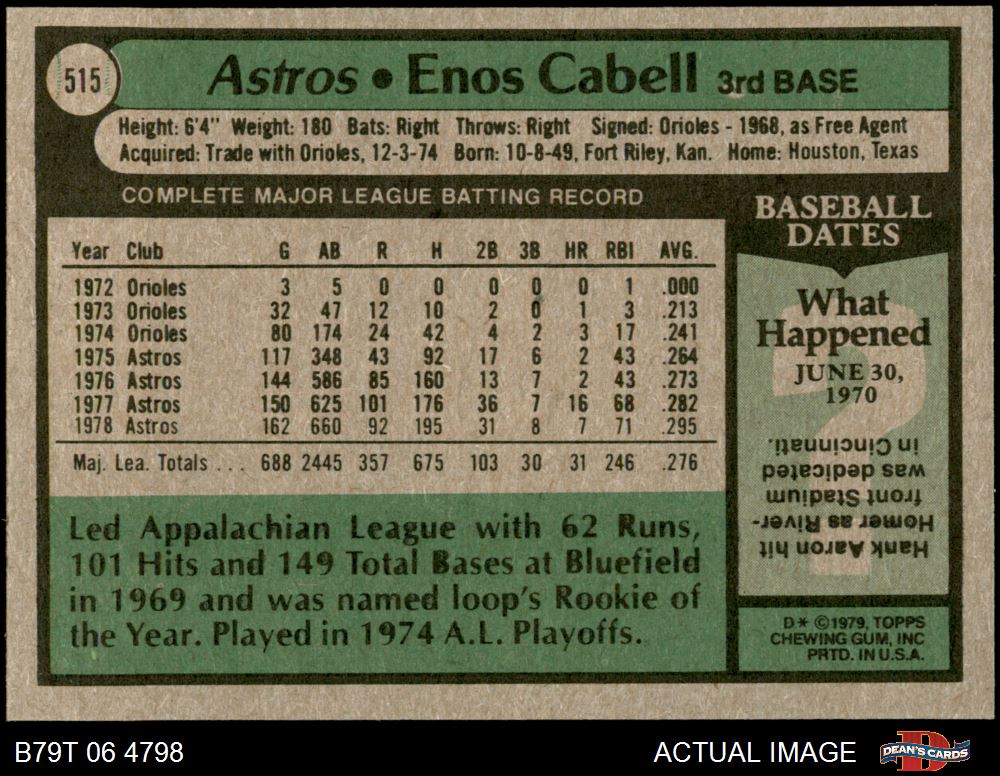 515
Astros • Enos Cabell 3rd BASE
Height: 6'4" Weight: 180 Bats: Right Throws: Right Signed: Orioles - 1968, as Free Agent
Acquired: Trade with Orioles, 12-3-74 Born: 10-8-49, Fort Riley, Kan. Home: Houston, Texas
COMPLETE MAJOR LEAGUE BATTING RECORD
Year Club G AB R H 2B 3B HR RBI AVG.
1972 Orioles 3 5 0 0 0 0 0 1 .000
1973 Orioles 32 47 12 10 2 0 1 3 .213
1974 Orioles 80 174 24 42 4 2 3 17 .241
1975 Astros 117 348 43 92 17 6 2 43 .264
1976 Astros 144 586 85 160 13 7 2 43 .273
1977 Astros 150 625 101 176 36 7 16 68 .282
1978 Astros 162 660 92 195 31 8 7 71 .295
Maj. Lea. Totals ... 688 2445 357 675 103 30 31 246 .276
Led Appalachian League with 62 Runs,
101 Hits and 149 Total Bases at Bluefield
in 1969 and was named loop's Rookie of
the Year. Played in 1974 A.L. Playoffs.
BASEBALL
DATES
What
Happened
JUNE 30,
1970
Hank Aaron hit
Homer as River-
front Stadium
was dedicated
in Cincinnati.
D* ©1979, TOPPS
CHEWING GUM, INC
PRTD. IN U.S.A.
B79T 06 4798
ACTUAL IMAGE
DEAN'S CARDS